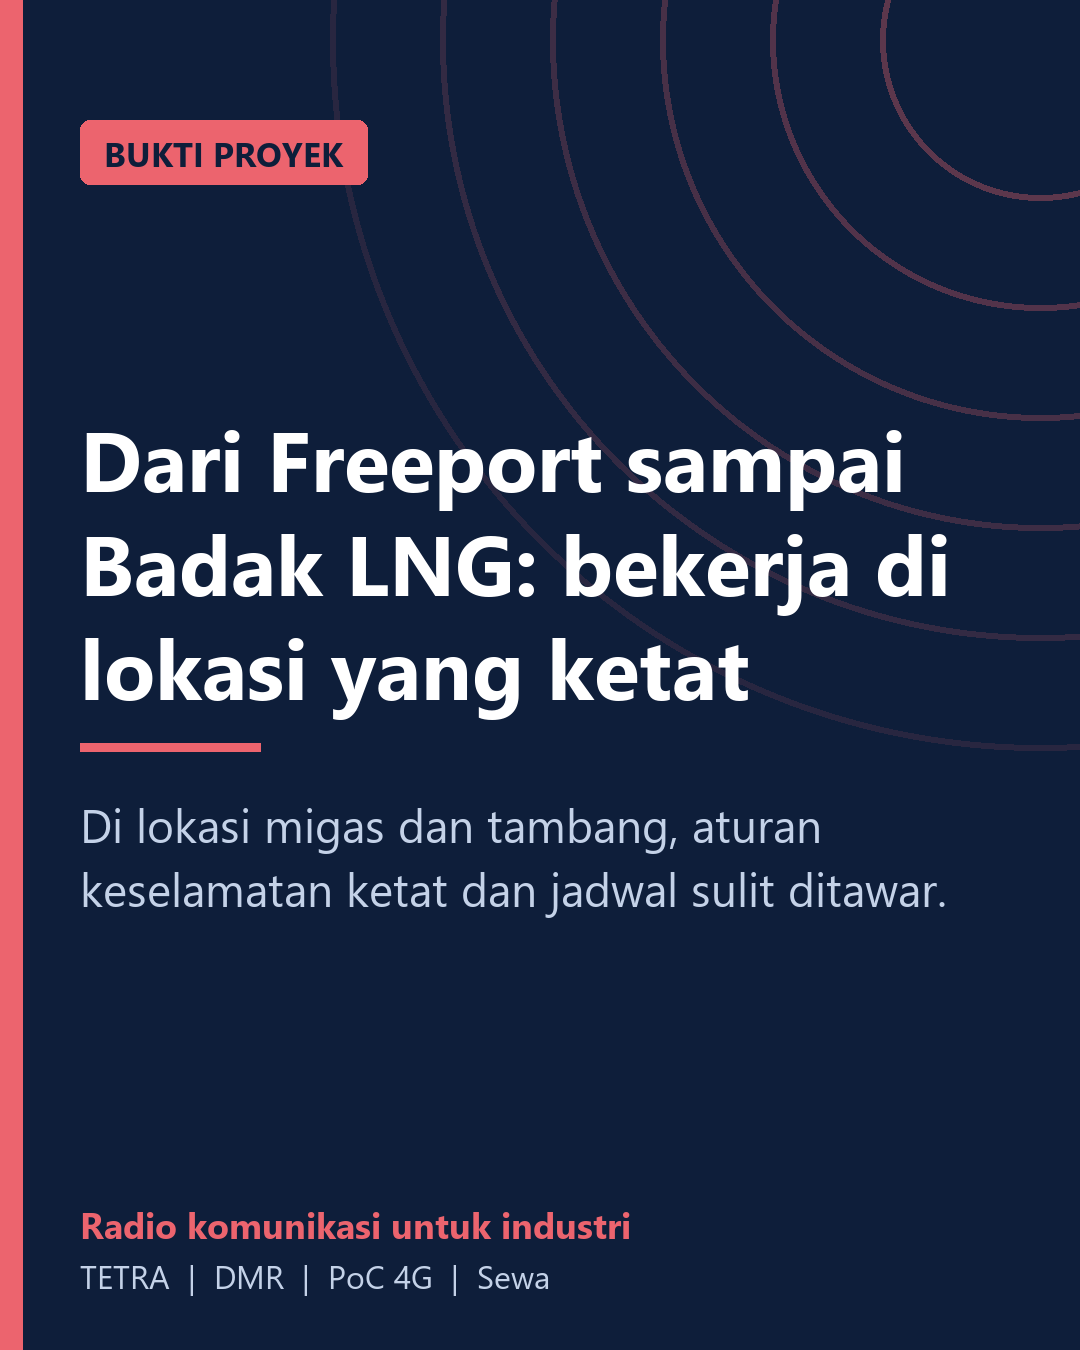 BUKTI PROYEK
Dari Freeport sampai
Badak LNG: bekerja di
lokasi yang ketat
Di lokasi migas dan tambang, aturan
keselamatan ketat dan jadwal sulit ditawar.
Radio komunikasi untuk industri
TETRA | DMR | PoC 4G | Sewa